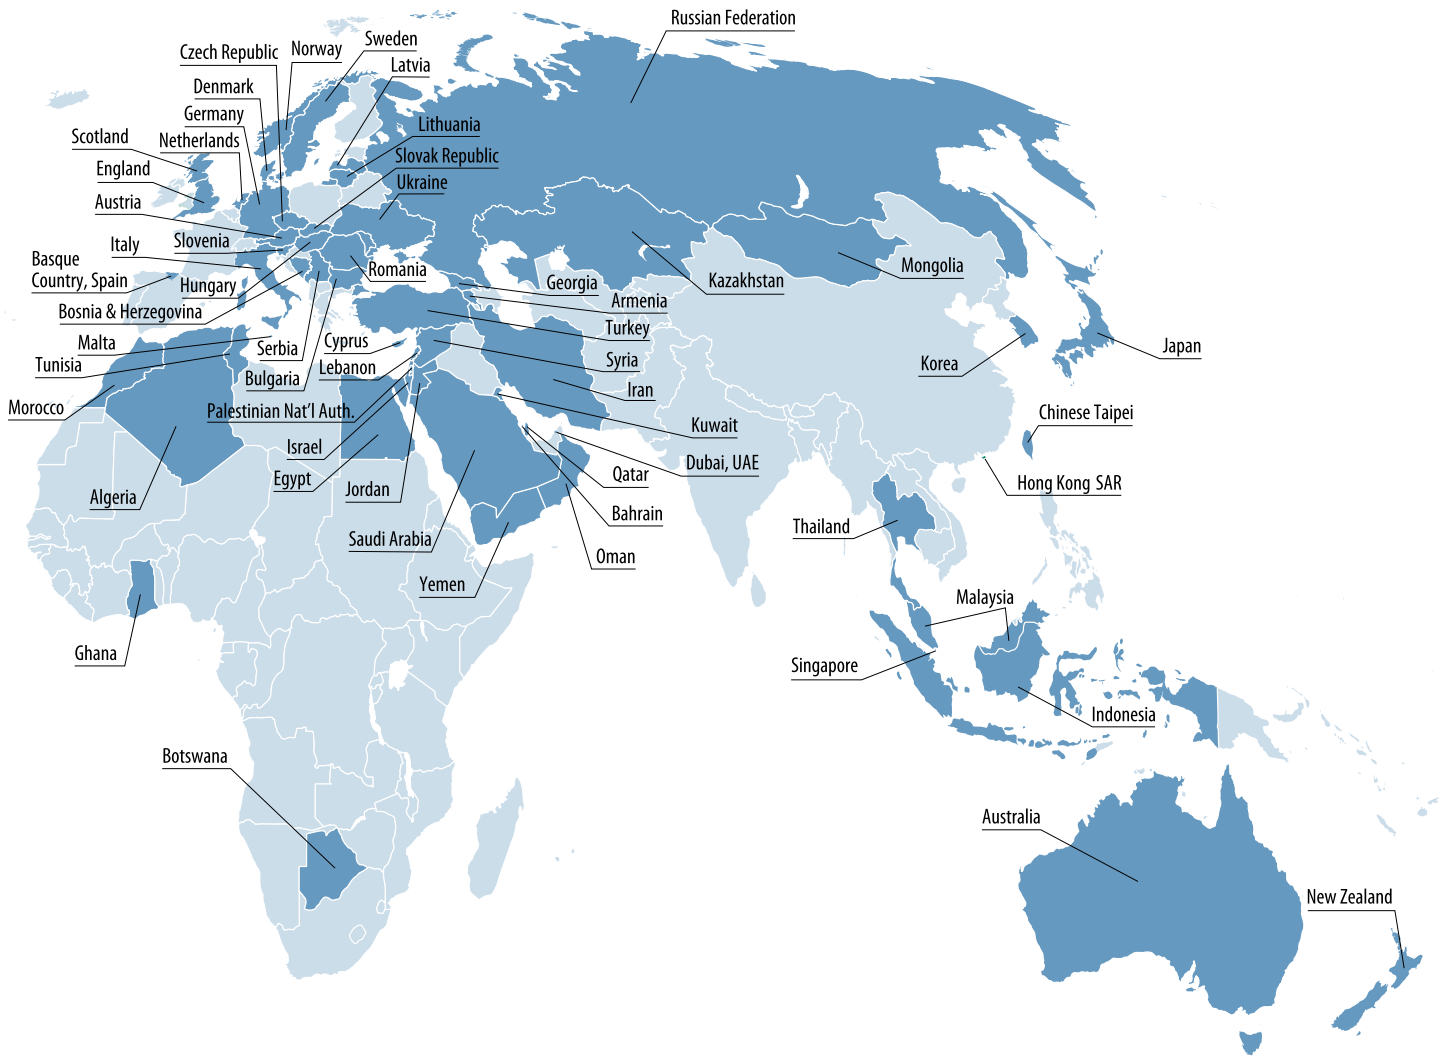 Russian Federation
Sweden
Norway
Czech Republic
Latvia
Denmark
Germany
Lithuania
Scotland
Netherlands
Slovak Republic
England
Ukraine
Austria
Slovenia
Italy
Basque
Country, Spain
Romania
Mongolia
Kazakhstan
Georgia
Hungary
Armenia
Bosnia & Herzegovina
Turkey
Malta
Cyprus
Serbia
Japan
Syria
Tunisia
Lebanon
Korea
Bulgaria
Iran
Morocco
Palestinian Nat'l Auth.
Chinese Taipei
Kuwait
Israel
Dubai, UAE
Qatar
Egypt
Hong Kong SAR
Jordan
Algeria
Bahrain
Thailand
Saudi Arabia
Oman
Yemen
Malaysia
Ghana
Singapore
Indonesia
Botswana
Australia
New Zealand